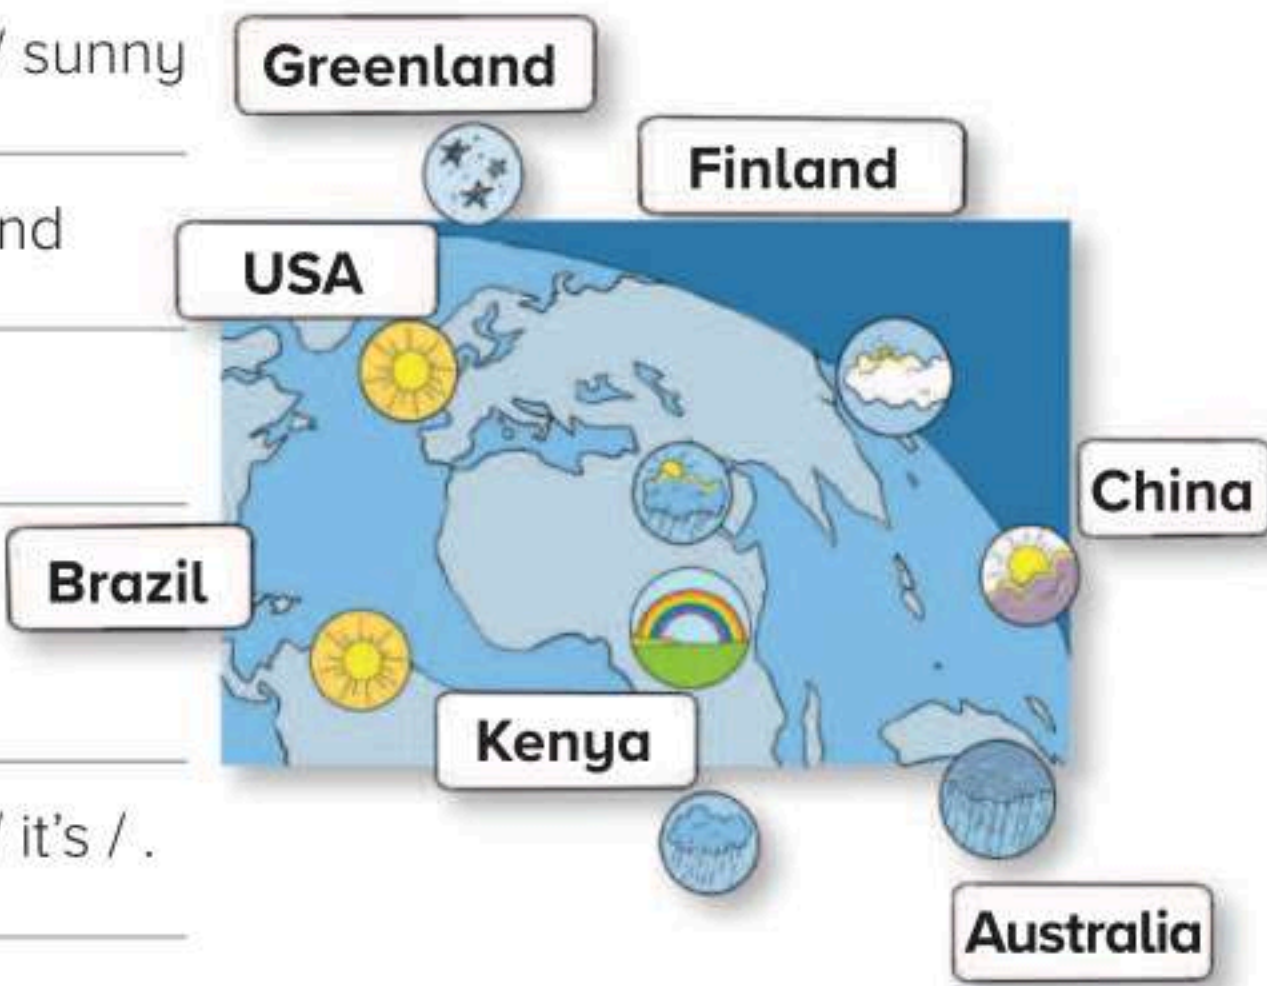 / sunny
Greenland
Finland
nd
USA
China
Brazil
Kenya
/ it's / .
Australia